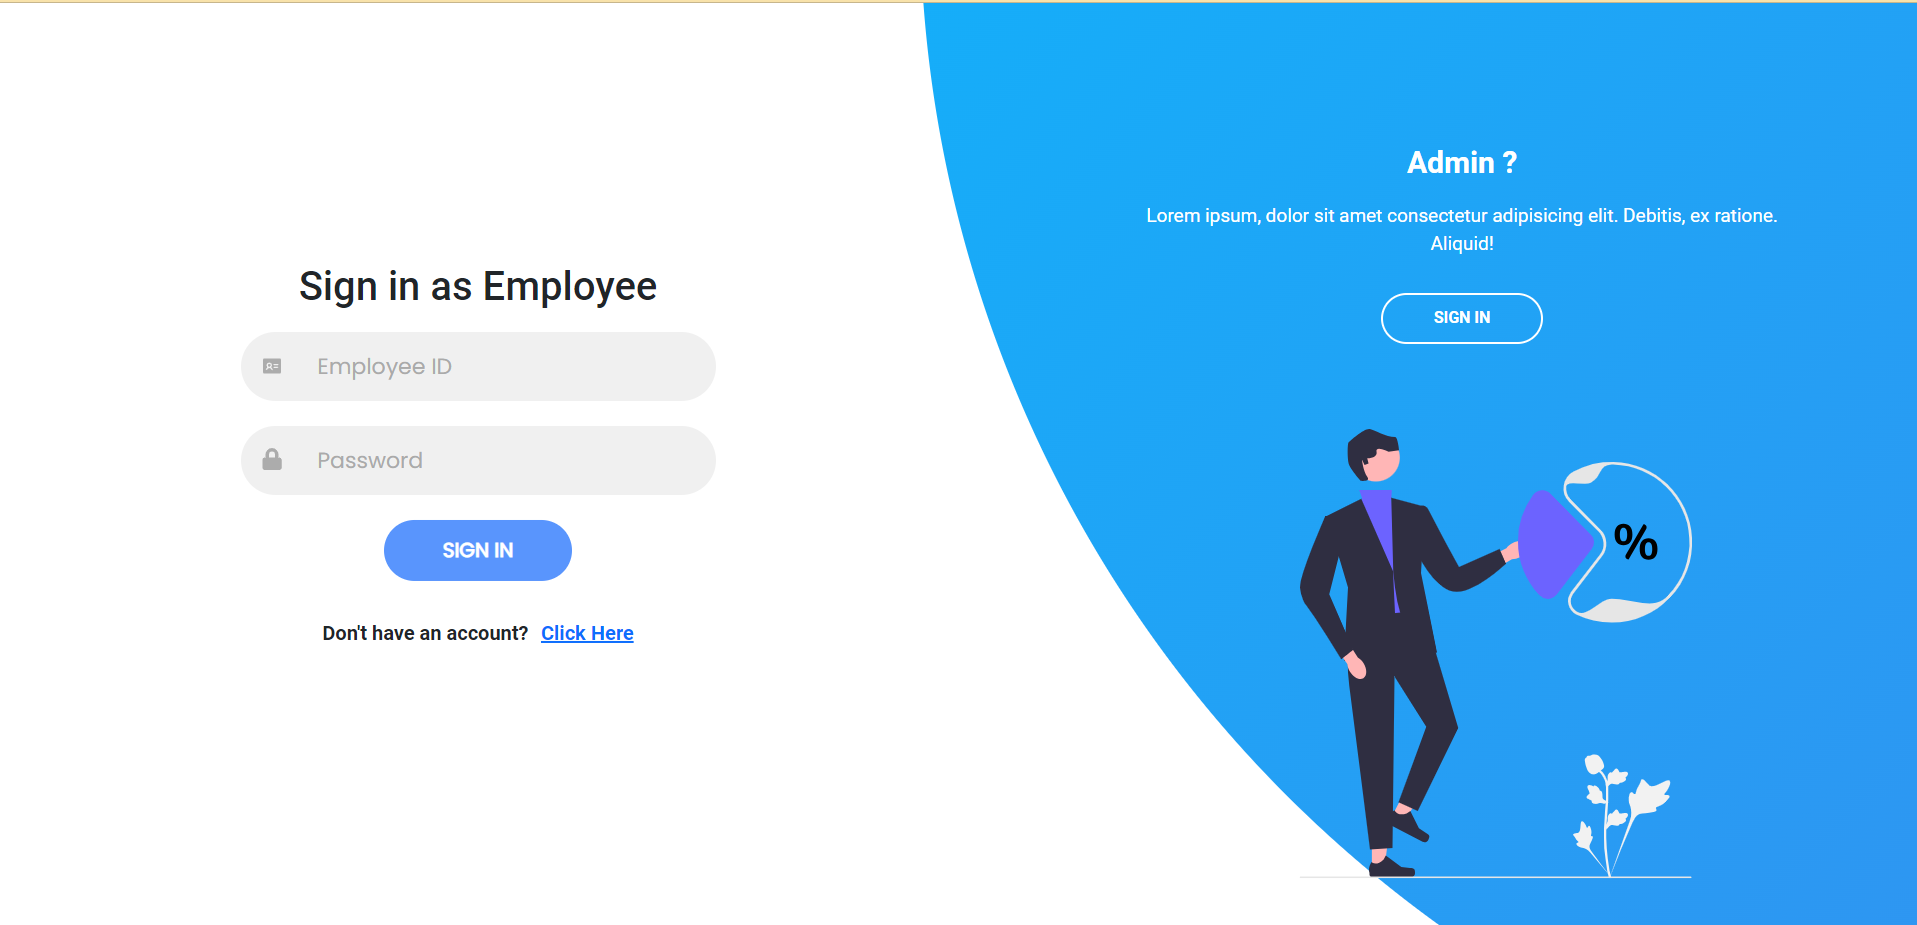 Sign in as Employee
Employee ID
Password
SIGN IN
Don't have an account? Click Here
Admin ?
Lorem ipsum, dolor sit amet consectetur adipisicing elit. Debitis, ex ratione.
Aliquid!
SIGN IN
%